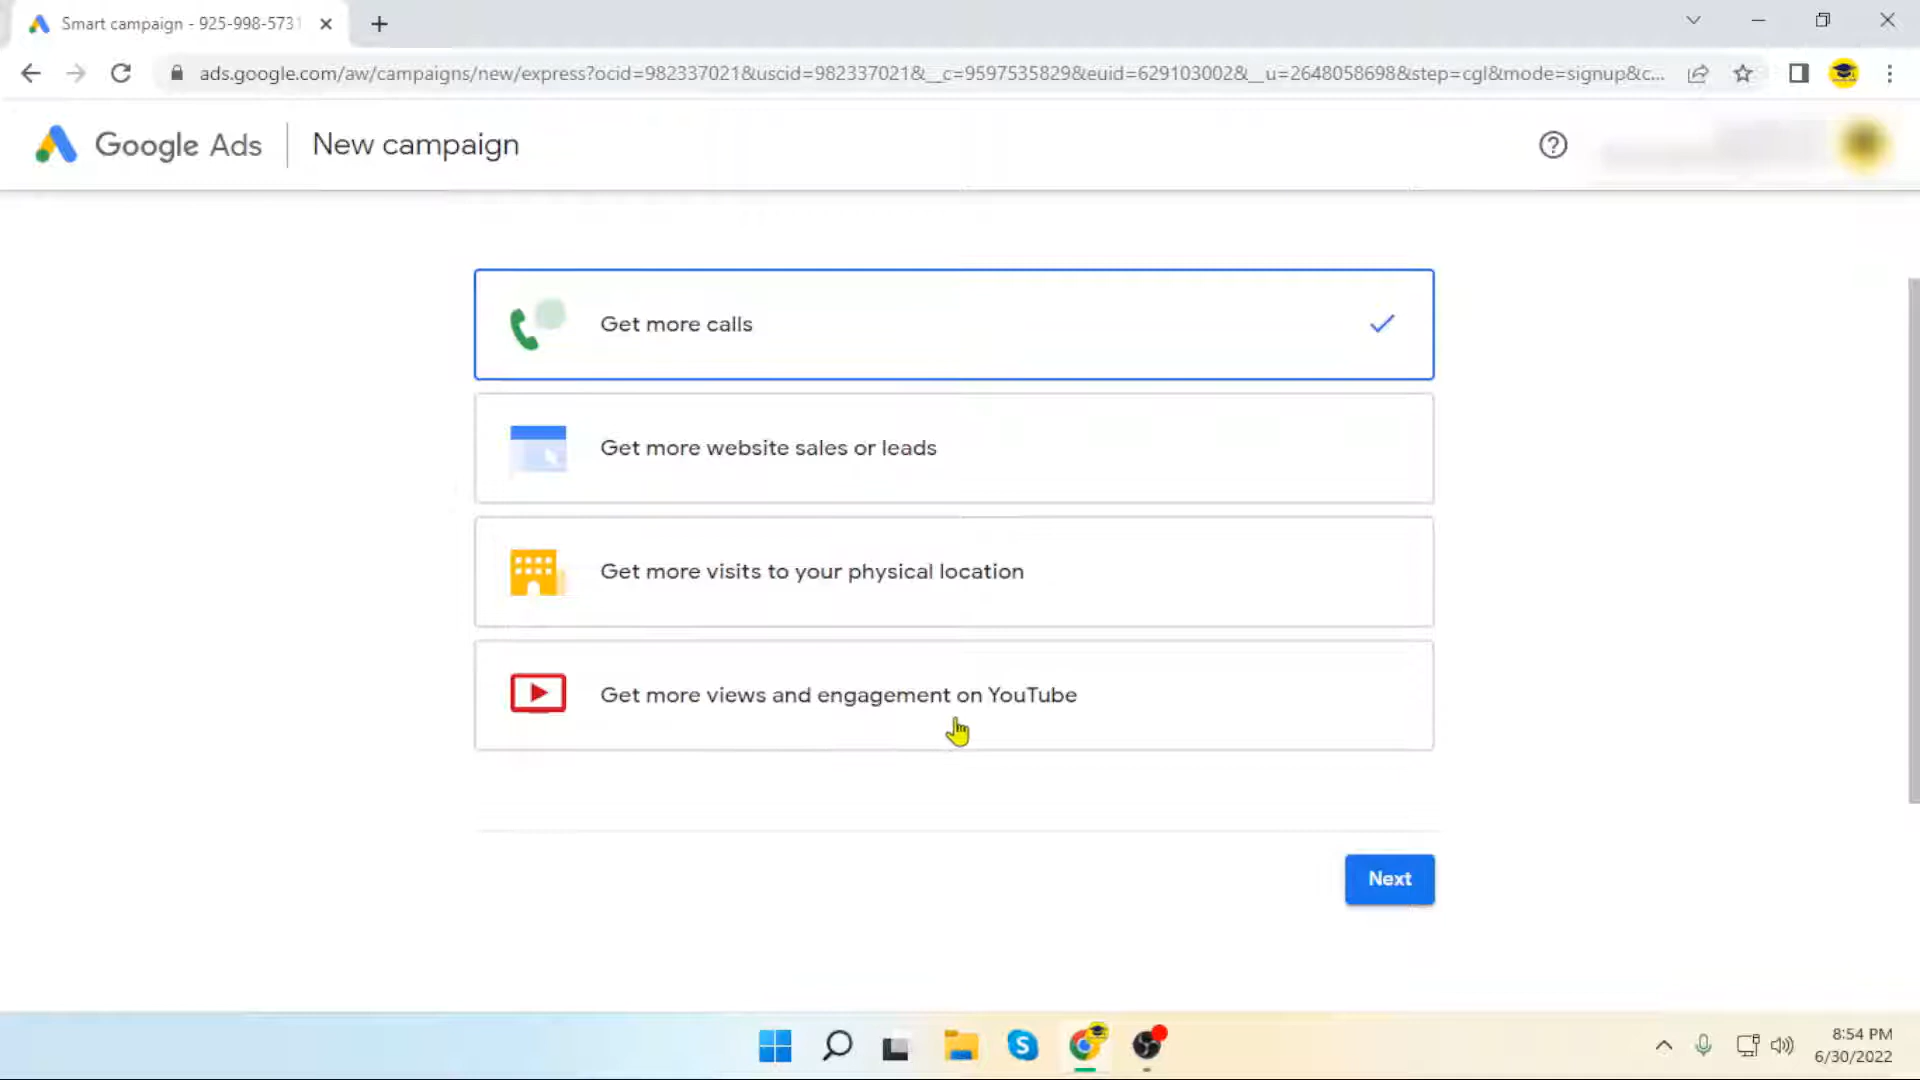 Smart campaign - 925-998-5731
ads.google.com/aw/campaigns/new/express?ocid=982337021&uscid=982337021&__c=9597535829&euid=629103002&__u=2648058698&step=cgl&mode=signup&c...
Google Ads
New campaign
Get more calls
Get more website sales or leads
Get more visits to your physical location
Get more views and engagement on YouTube
Next
8:54 PM
6/30/2022